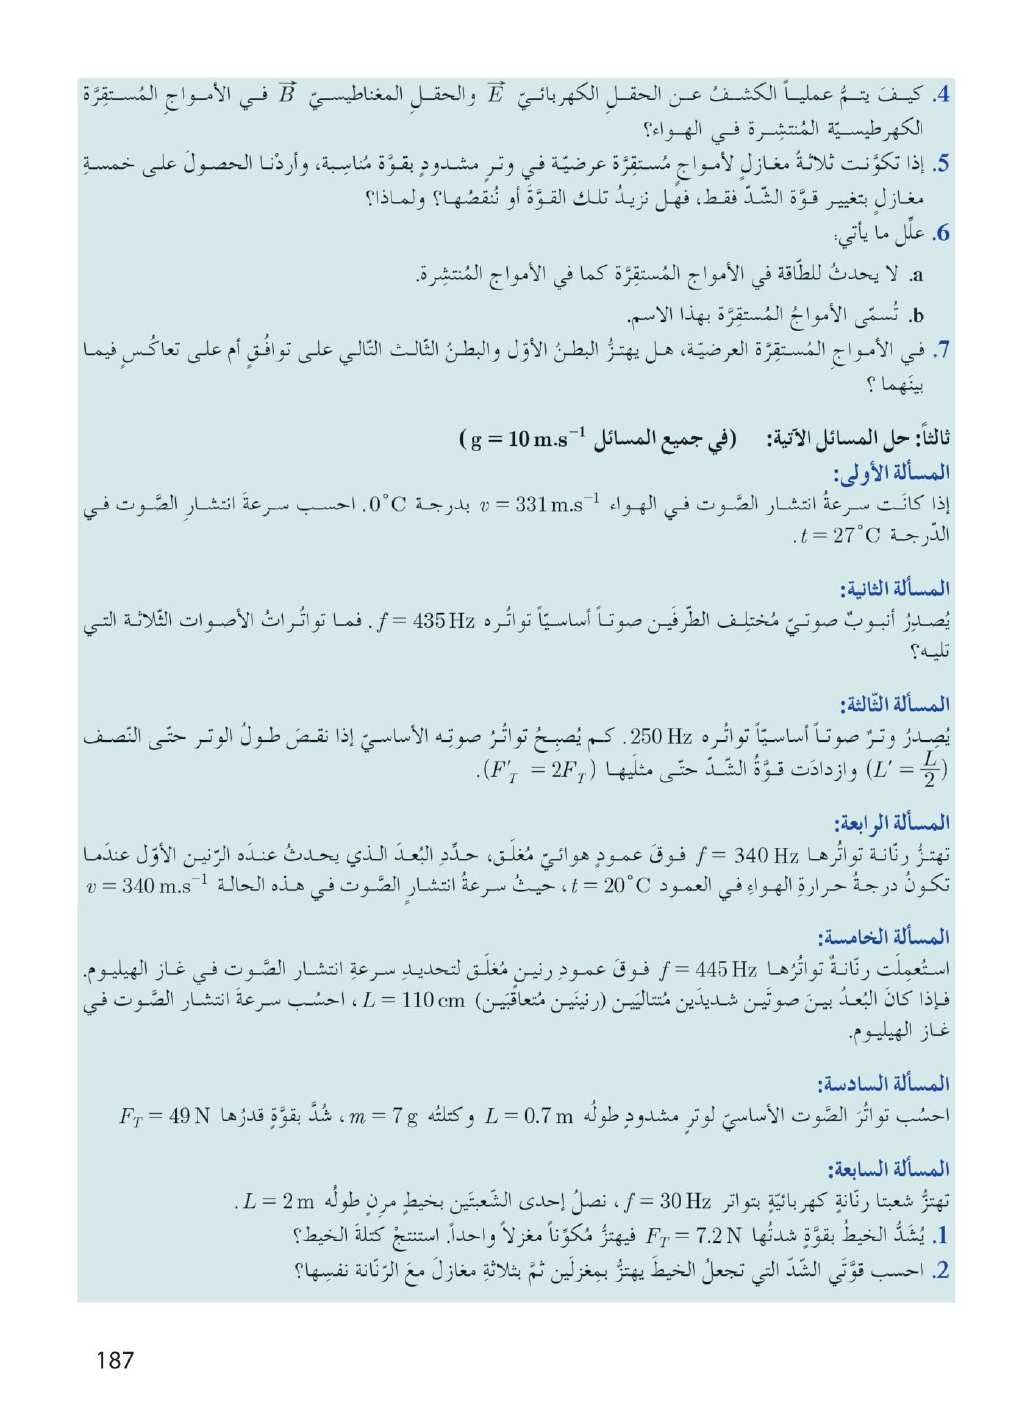 4. كيفَ يتمُّ عملياً الكشفُ عن الحقلِ الكهربائيّ E⃗ والحقلِ المغناطيسيّ B⃗ في الأمواجِ المُستقِرَّة
الكهرطيسيّة المُنتشِرة في الهواء؟
5. إذا تكوَّنت ثلاثةُ مغازلٍ لأمواجٍ مُستقِرَّة عرضيّة في وترٍ مشدودٍ بقوَّة مُناسِبة، وأردْنا الحصولَ على خمسةِ
مغازلٍ بتغيير قوَّة الشّدّ فقط، فهل نزيدُ تلك القوَّةَ أو نُنقصُها؟ ولماذا؟
6. علِّل ما يأتي:
a. لا يحدثُ للطّاقة في الأمواج المُستقِرَّة كما في الأمواج المُنتشِرة.
b. تُسمّى الأمواجُ المُستقِرَّة بهذا الاسم.
7. في الأمواجِ المُستقِرَّة العرضيّة، هل يهتزُّ البطنُ الأوّل والبطنُ الثّالث التّالي على توافُقٍ أم على تعاكُسٍ فيما
بينَهما ؟
ثالثاً: حل المسائل الآتية: (في جميع المسائل g = 10 m.s⁻¹ )
المسألة الأولى:
إذا كانَت سرعةُ انتشار الصَّوت في الهواء v = 331 m.s⁻¹ بدرجة 0°C. احسب سرعةَ انتشارِ الصَّوت في
الدّرجة t = 27°C.
المسألة الثانية:
يُصدِرُ أنبوبٌ صوتيّ مُختلِف الطّرفَين صوتاً أساسيّاً تواتُره f = 435 Hz. فما تواتُراتُ الأصوات الثّلاثة التي
تليه؟
المسألة الثّالثة:
يُصدرُ وترٌ صوتاً أساسيّاً تواتُره 250 Hz. كم يُصبحُ تواتُرُ صوتِه الأساسيّ إذا نقصَ طولُ الوتر حتّى النّصف
(L′ = L/2) وازدادَت قوَّةُ الشّدّ حتّى مثلَيها (F′_T = 2F_T).
المسألة الرابعة:
تهتزُّ رنّانة تواتُرها f = 340 Hz فوقَ عمودٍ هوائيّ مُغلَق، حدِّدِ البُعدَ الذي يحدثُ عندَه الرّنين الأوّل عندَما
تكونُ درجةُ حرارةِ الهواءِ في العمود t = 20°C، حيثُ سرعةُ انتشارِ الصَّوت في هذه الحالة v = 340 m.s⁻¹
المسألة الخامسة:
استُعمِلَت رنّانةٌ تواتُرُها f = 445 Hz فوقَ عمودِ رنينٍ مُغلَق لتحديدِ سرعةِ انتشار الصَّوت في غاز الهيليوم.
فإذا كانَ البُعدُ بينَ صوتَين شديدَين مُتتاليَين (رنينَين مُتعاقبَين) L = 110 cm، احسُب سرعةَ انتشار الصَّوت في
غاز الهيليوم.
المسألة السادسة:
احسُب تواتُرَ الصَّوت الأساسيّ لوترٍ مشدودٍ طولُه L = 0.7 m وكتلتُه m = 7 g، شُدَّ بقوَّةٍ قدرُها F_T = 49 N
المسألة السابعة:
تهتزُّ شعبتا رنّانةٍ كهربائيّةٍ بتواتر f = 30 Hz، نصلُ إحدى الشّعبتَين بخيطٍ مرنٍ طولُه L = 2 m.
1. يُشَدُّ الخيطُ بقوَّةٍ شدتُها F_T = 7.2 N فيهتزُّ مُكوِّناً مغزلاً واحداً. استنتجْ كتلةَ الخيط؟
2. احسب قوَّتَي الشّدّ التي تجعلُ الخيطَ يهتزُّ بمِغزلَين ثمَّ بثلاثةِ مغازلَ معَ الرّنّانة نفسِها؟
187